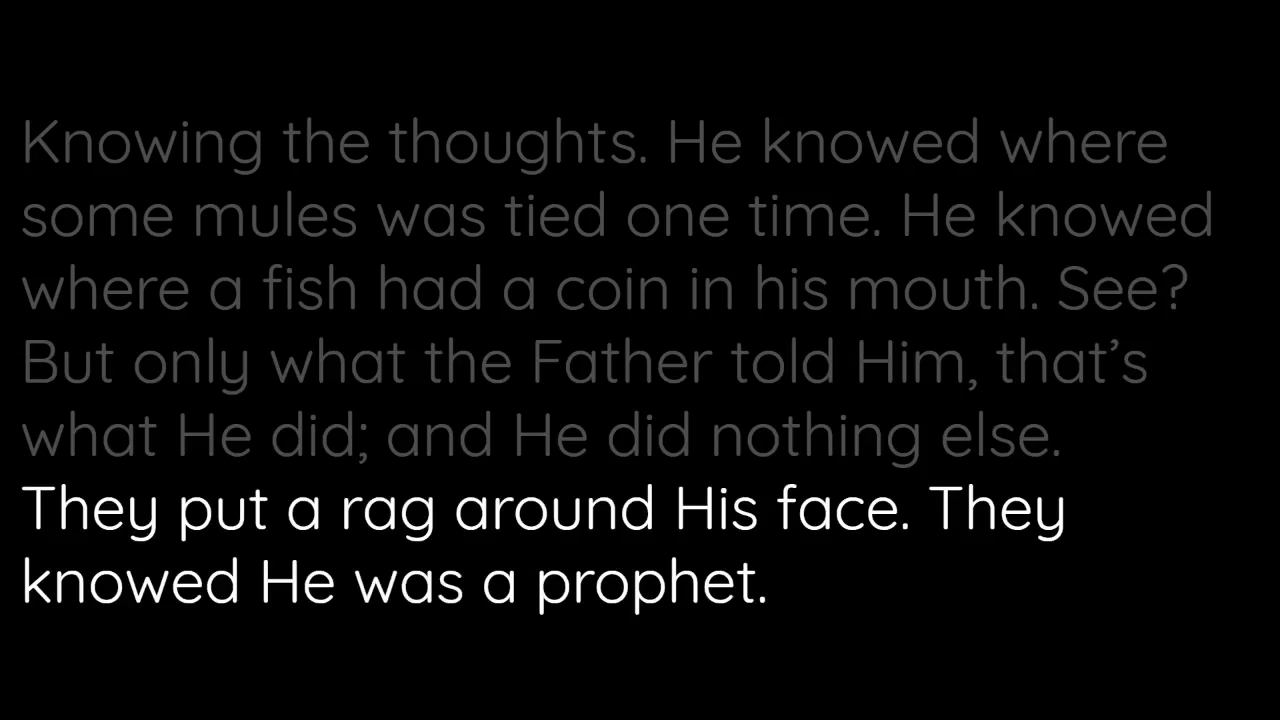 Knowing the thoughts. He knowed where
some mules was tied one time. He knowed
where a fish had a coin in his mouth. See?
But only what the Father told Him, that’s
what He did; and He did nothing else.
They put a rag around His face. They
knowed He was a prophet.